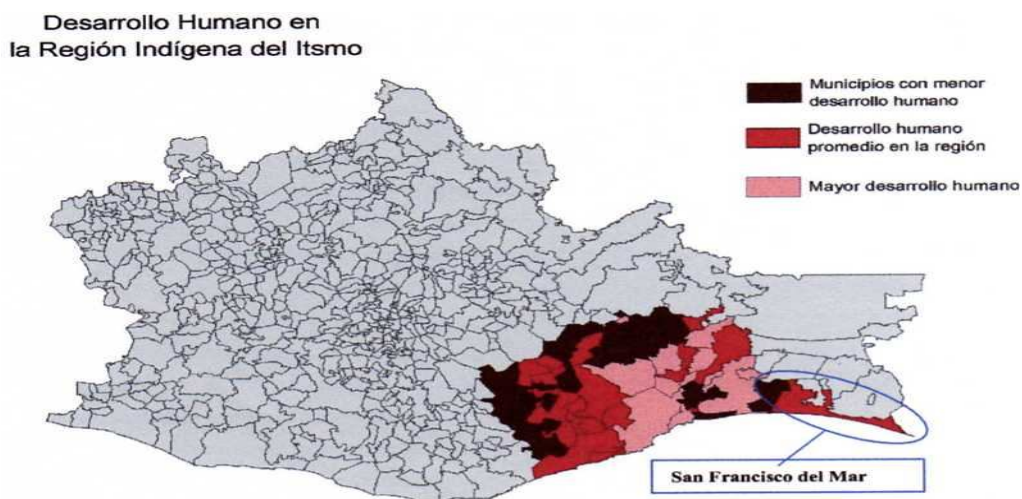 Desarrollo Humano en
la Región Indígena del Itsmo
Municipios con menor
desarrollo humano
Desarrollo humano
promedio en la región
Mayor desarrollo humano
San Francisco del Mar